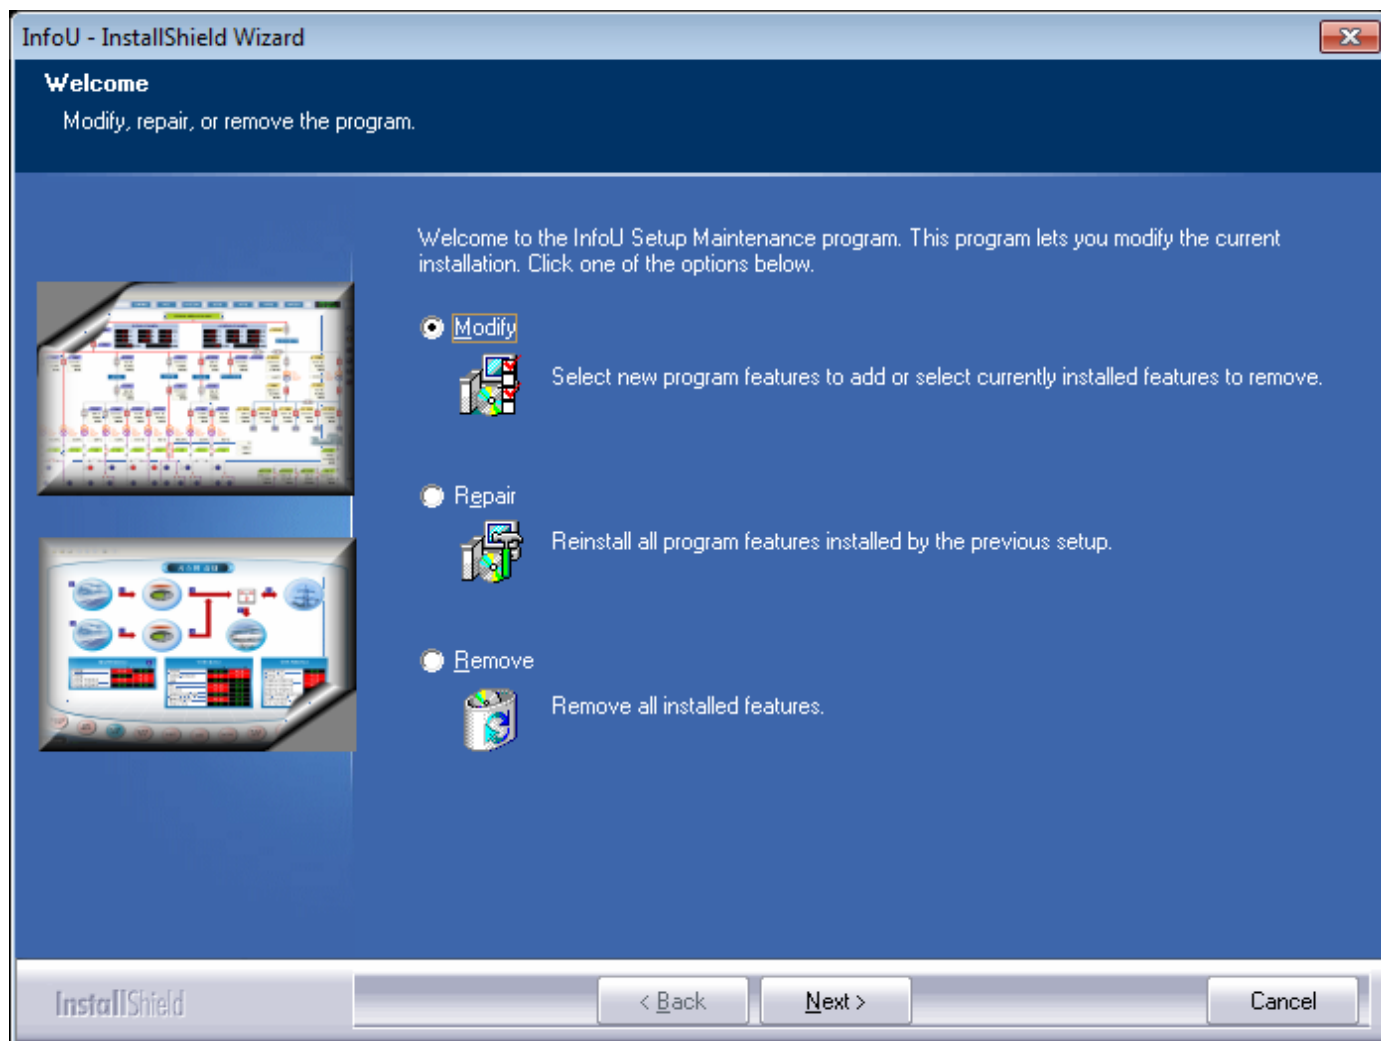 InfoU - InstallShield Wizard
Welcome
Modify, repair, or remove the program.
Welcome to the InfoU Setup Maintenance program. This program lets you modify the current
installation. Click one of the options below.
Modify
Select new program features to add or select currently installed features to remove.
Repair
Reinstall all program features installed by the previous setup.
Remove
Remove all installed features.
InstallShield
< Back
Next >
Cancel